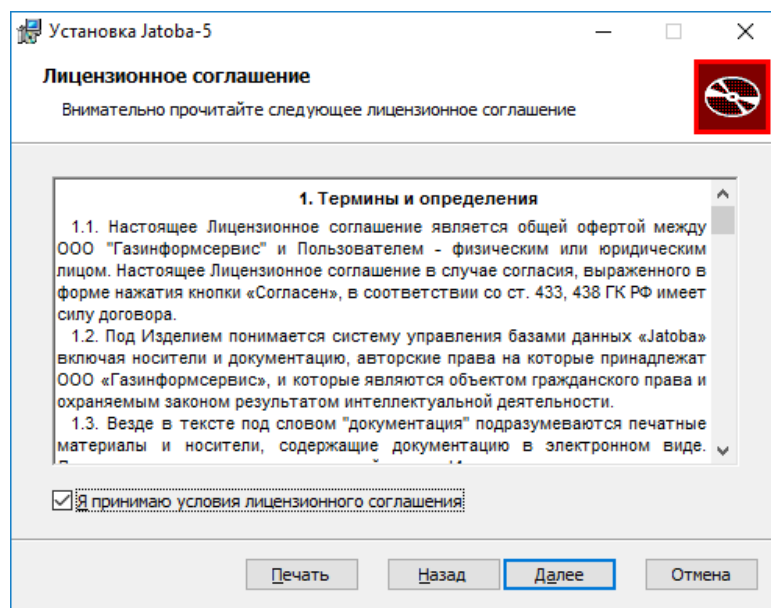 Установка Jatoba-5
Лицензионное соглашение
Внимательно прочитайте следующее лицензионное соглашение
1. Термины и определения
1.1. Настоящее Лицензионное соглашение является общей офертой между
ООО "Газинформсервис" и Пользователем - физическим или юридическим
лицом. Настоящее Лицензионное соглашение в случае согласия, выраженного в
форме нажатия кнопки «Согласен», в соответствии со ст. 433, 438 ГК РФ имеет
силу договора.
1.2. Под Изделием понимается систему управления базами данных «Jatoba»
включая носители и документацию, авторские права на которые принадлежат
ООО «Газинформсервис», и которые являются объектом гражданского права и
охраняемым законом результатом интеллектуальной деятельности.
1.3. Везде в тексте под словом "документация" подразумеваются печатные
материалы и носители, содержащие документацию в электронном виде.
Я принимаю условия лицензионного соглашения
Печать
Назад
Далее
Отмена